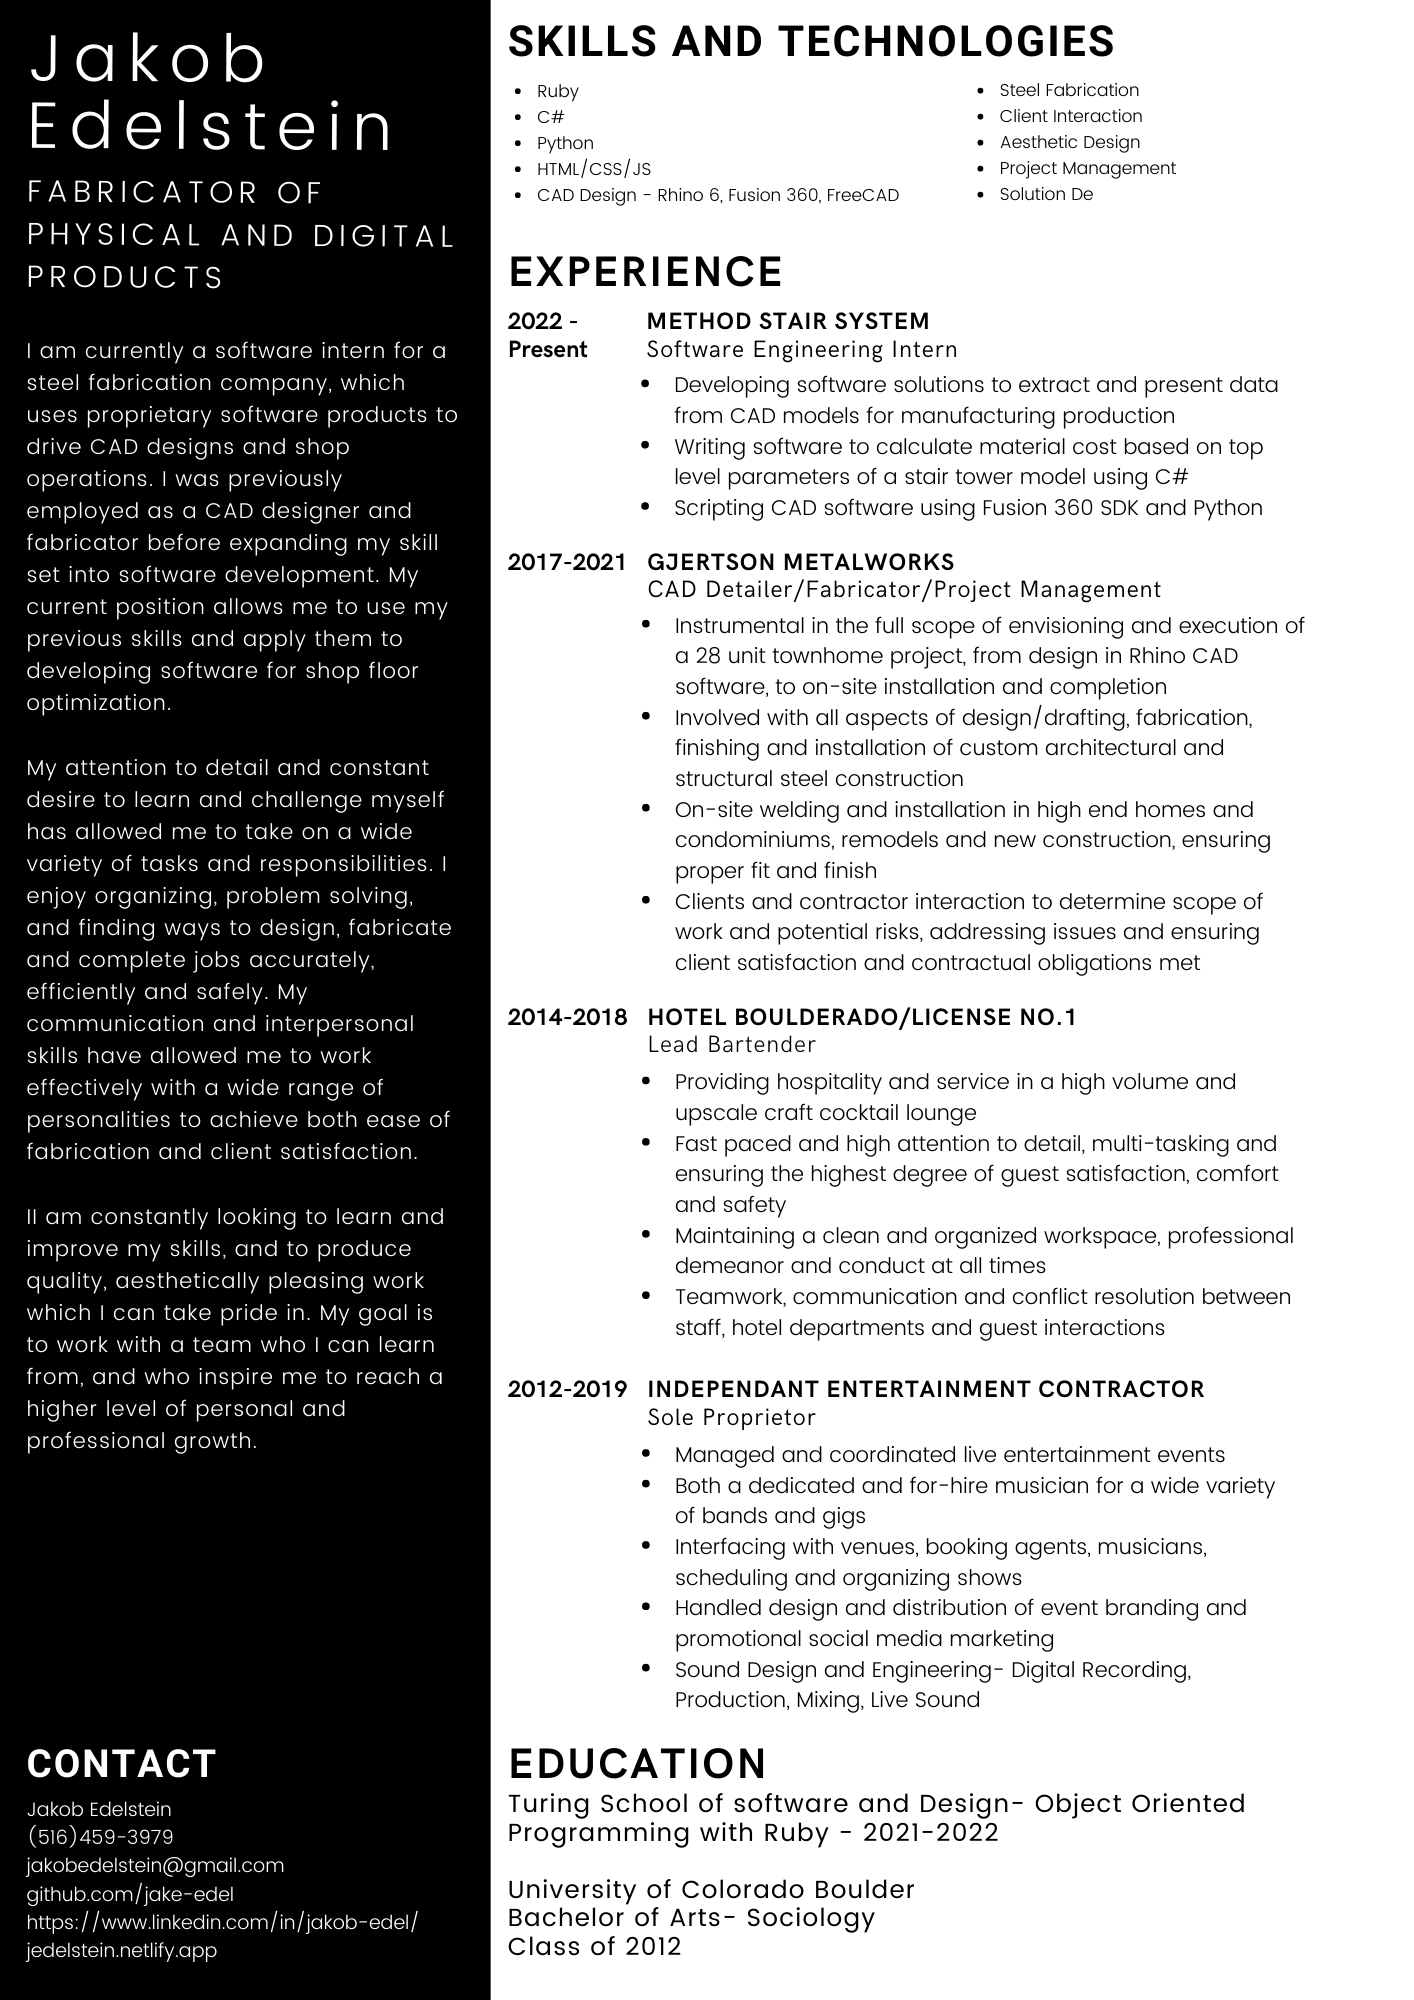 Jakob
Edelstein
FABRICATOR OF
PHYSICAL AND DIGITAL
PRODUCTS
I am currently a software intern for a
steel fabrication company, which
uses proprietary software products to
drive CAD designs and shop
operations. I was previously
employed as a CAD designer and
fabricator before expanding my skill
set into software development. My
current position allows me to use my
previous skills and apply them to
developing software for shop floor
optimization.
My attention to detail and constant
desire to learn and challenge myself
has allowed me to take on a wide
variety of tasks and responsibilities. I
enjoy organizing, problem solving,
and finding ways to design, fabricate
and complete jobs accurately,
efficiently and safely. My
communication and interpersonal
skills have allowed me to work
effectively with a wide range of
personalities to achieve both ease of
fabrication and client satisfaction.
II am constantly looking to learn and
improve my skills, and to produce
quality, aesthetically pleasing work
which I can take pride in. My goal is
to work with a team who I can learn
from, and who inspire me to reach a
higher level of personal and
professional growth.
CONTACT
Jakob Edelstein
(516)459-3979
jakobedelstein@gmail.com
github.com/jake-edel
https://www.linkedin.com/in/jakob-edel/
jedelstein.netlify.app
SKILLS AND TECHNOLOGIES
• Ruby
• C#
• Python
• HTML/CSS/JS
• CAD Design - Rhino 6, Fusion 360, FreeCAD
• Steel Fabrication
• Client Interaction
• Aesthetic Design
• Project Management
• Solution De
EXPERIENCE
2022 - METHOD STAIR SYSTEM
Present Software Engineering Intern
• Developing software solutions to extract and present data
from CAD models for manufacturing production
• Writing software to calculate material cost based on top
level parameters of a stair tower model using C#
• Scripting CAD software using Fusion 360 SDK and Python
2017-2021 GJERTSON METALWORKS
CAD Detailer/Fabricator/Project Management
• Instrumental in the full scope of envisioning and execution of
a 28 unit townhome project, from design in Rhino CAD
software, to on-site installation and completion
• Involved with all aspects of design/drafting, fabrication,
finishing and installation of custom architectural and
structural steel construction
• On-site welding and installation in high end homes and
condominiums, remodels and new construction, ensuring
proper fit and finish
• Clients and contractor interaction to determine scope of
work and potential risks, addressing issues and ensuring
client satisfaction and contractual obligations met
2014-2018 HOTEL BOULDERADO/LICENSE NO.1
Lead Bartender
• Providing hospitality and service in a high volume and
upscale craft cocktail lounge
• Fast paced and high attention to detail, multi-tasking and
ensuring the highest degree of guest satisfaction, comfort
and safety
• Maintaining a clean and organized workspace, professional
demeanor and conduct at all times
• Teamwork, communication and conflict resolution between
staff, hotel departments and guest interactions
2012-2019 INDEPENDANT ENTERTAINMENT CONTRACTOR
Sole Proprietor
• Managed and coordinated live entertainment events
• Both a dedicated and for-hire musician for a wide variety
of bands and gigs
• Interfacing with venues, booking agents, musicians,
scheduling and organizing shows
• Handled design and distribution of event branding and
promotional social media marketing
• Sound Design and Engineering- Digital Recording,
Production, Mixing, Live Sound
EDUCATION
Turing School of software and Design- Object Oriented
Programming with Ruby - 2021-2022
University of Colorado Boulder
Bachelor of Arts- Sociology
Class of 2012